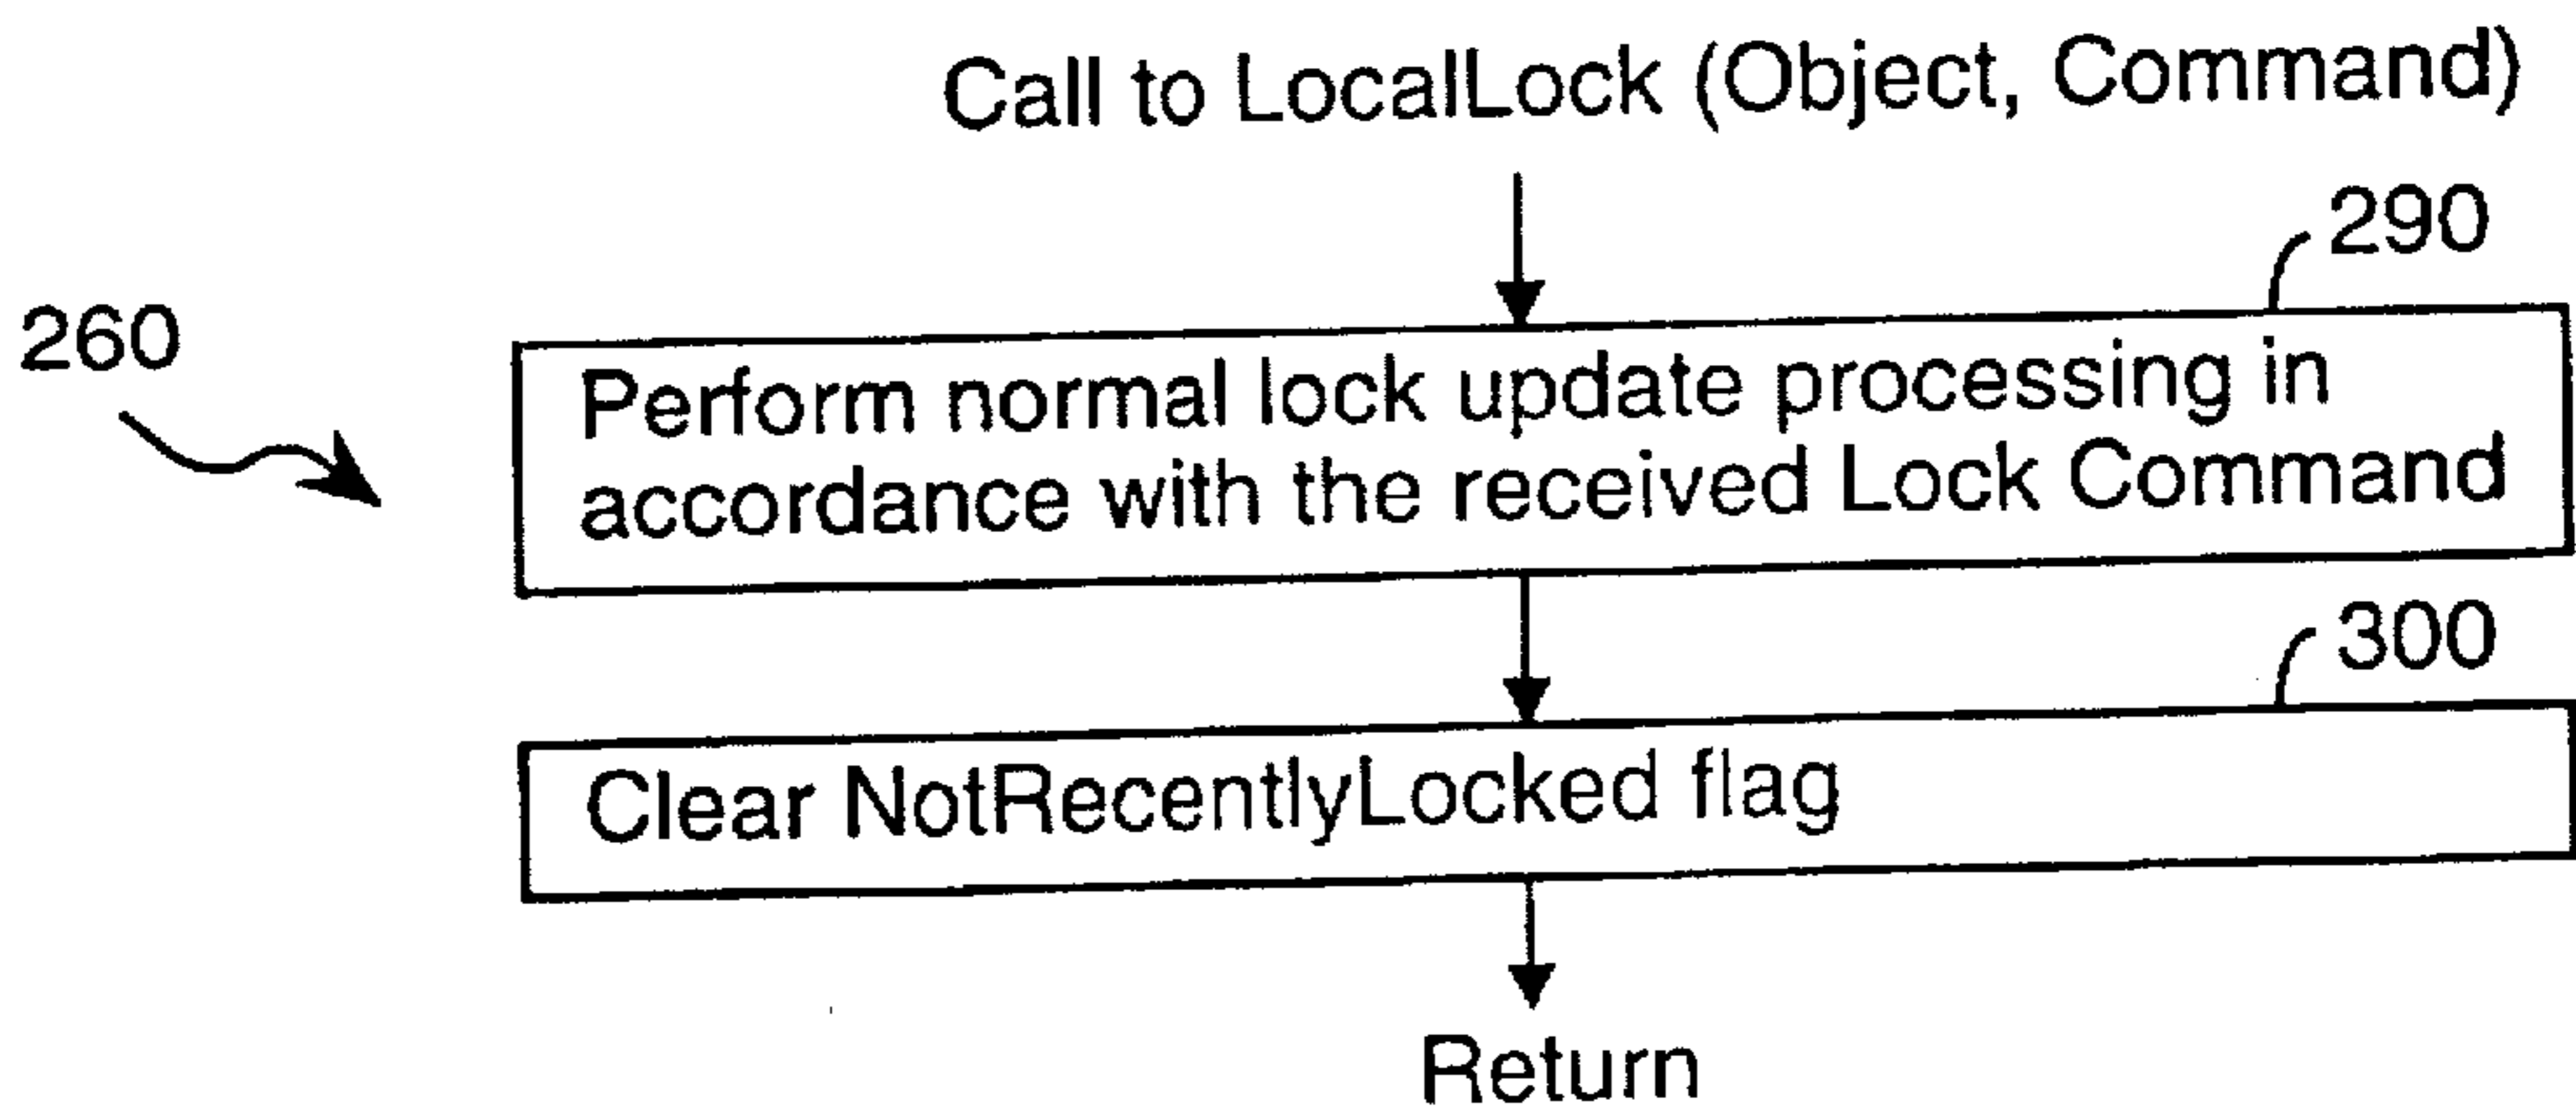 Call to LocalLock (Object, Command)
290
260
Perform normal lock update processing in
accordance with the received Lock Command
300
Clear NotRecentlyLocked flag
Return